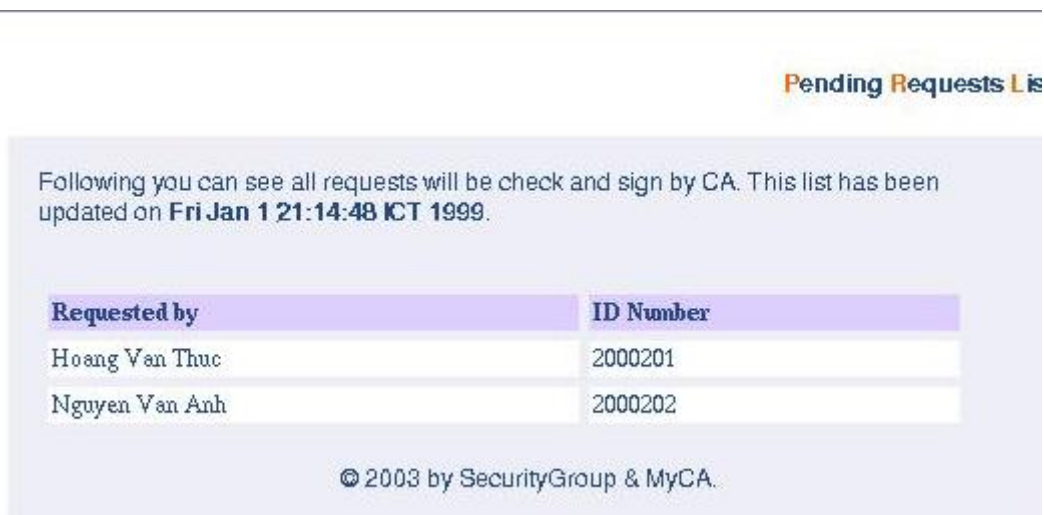 Pending Requests Lis
Following you can see all requests will be check and sign by CA. This list has been
updated on Fri Jan 1 21:14:48 ICT 1999.
Requested by ID Number
Hoang Van Thuc 2000201
Nguyen Van Anh 2000202
© 2003 by SecurityGroup & MyCA.